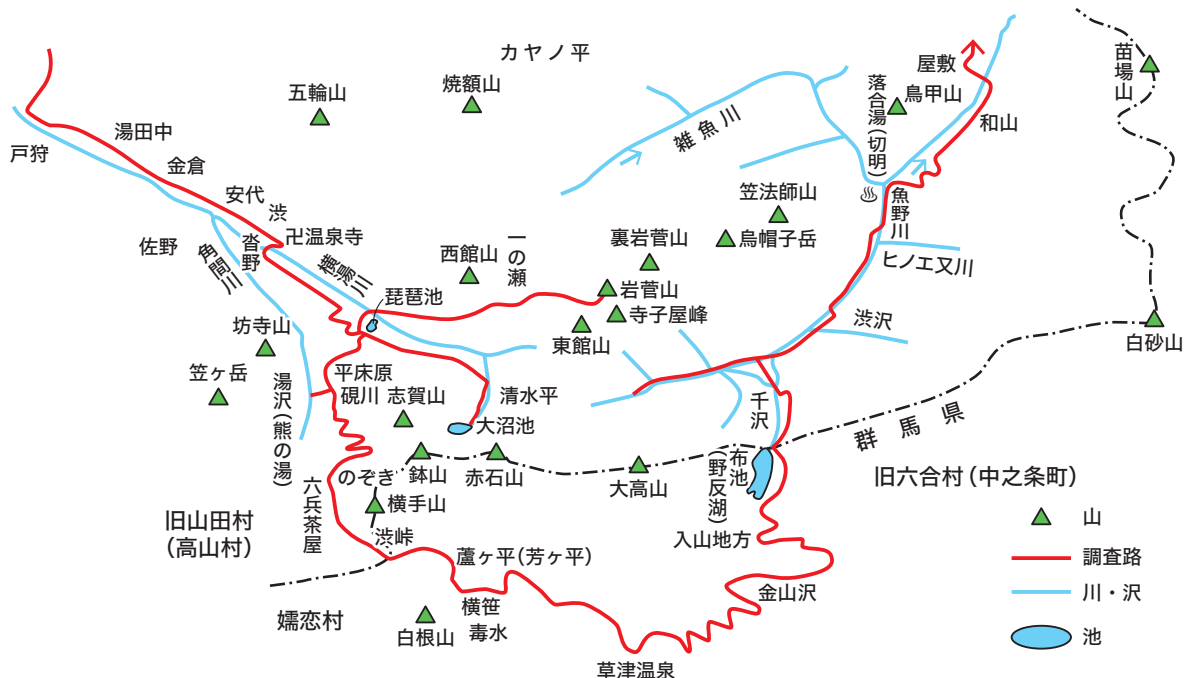 カヤノ平
焼額山
五輪山
苗場山
屋敷
鳥甲山
落合湯(切明)
雑魚川
和山
湯田中
戸狩
金倉
安代
渋
卍温泉寺
沓野
佐野
角間川
横湯川
琵琶池
西館山
一の瀬
裏岩菅山
笠法師山
烏帽子岳
魚野川
ヒノエ又川
岩菅山
寺子屋峰
東館山
渋沢
白砂山
坊寺山
笠ヶ岳
湯沢(熊の湯)
平床原
硯川
志賀山
清水平
大沼池
千沢
群馬県
のぞき
鉢山
赤石山
大高山
布池
(野反湖)
旧六合村(中之条町)
六兵茶屋
横手山
渋峠
旧山田村
(高山村)
入山地方
蘆ヶ平(芳ヶ平)
金山沢
嬬恋村
白根山
横笹
毒水
草津温泉
山
調査路
川・沢
池